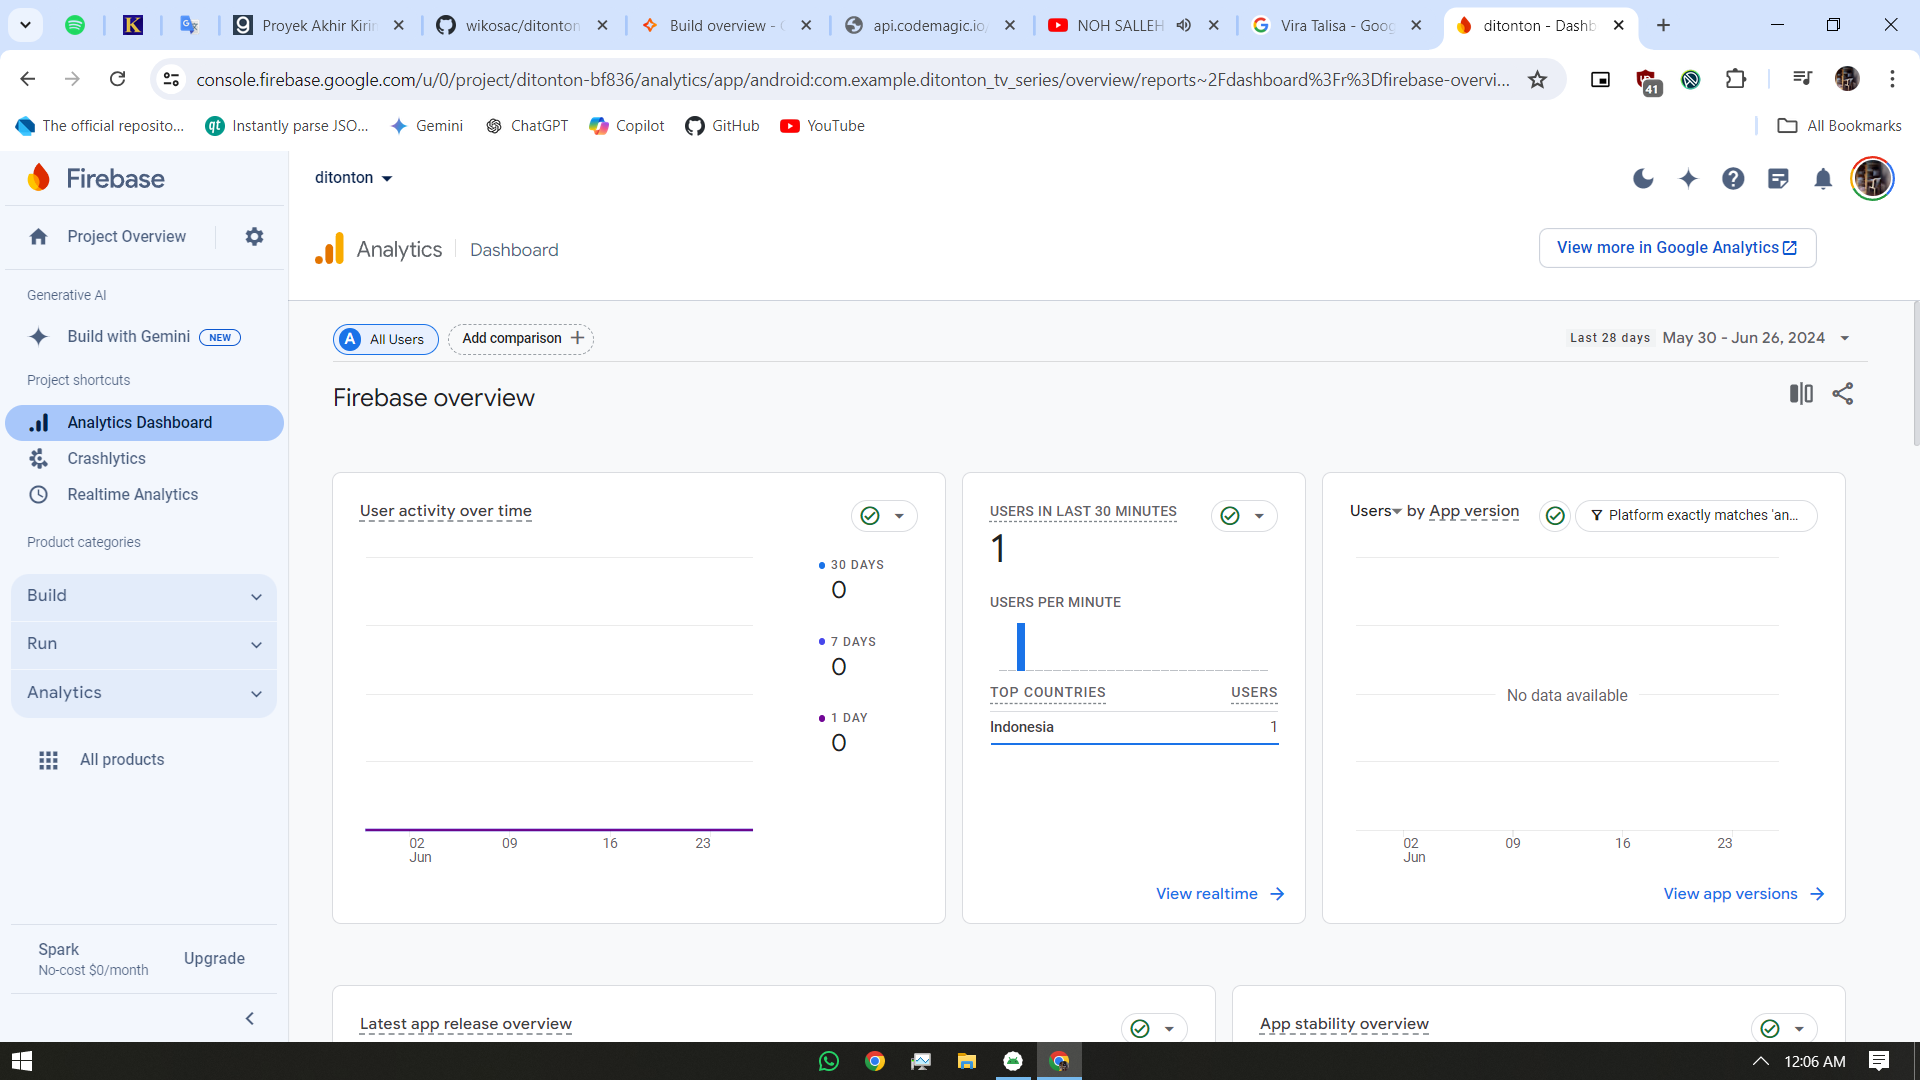 Proyek Akhir Kirim
wikosac/ditonton
Build overview -
api.codemagic.io/
NOH SALLEH
Vira Talisa - Goog
ditonton - Dashb
console.firebase.google.com/u/0/project/ditonton-bf836/analytics/app/android:com.example.ditonton_tv_series/overview/reports~2Fdashboard%3Fr%3Dfirebase-overvi...
41
The official reposito...
Instantly parse JSO...
Gemini
ChatGPT
Copilot
GitHub
YouTube
All Bookmarks
Firebase
ditonton
Project Overview
Analytics
Dashboard
View more in Google Analytics
Generative AI
Build with Gemini
NEW
Project shortcuts
Analytics Dashboard
Crashlytics
Realtime Analytics
Product categories
Build
Run
Analytics
All products
Spark
No-cost $0/month
Upgrade
A
All Users
Add comparison
Last 28 days
May 30 - Jun 26, 2024
Firebase overview
User activity over time
30 DAYS
0
7 DAYS
0
1 DAY
0
02
Jun
09
16
23
USERS IN LAST 30 MINUTES
1
USERS PER MINUTE
TOP COUNTRIES
USERS
Indonesia
1
View realtime
Users by App version
Platform exactly matches 'an...
No data available
02
Jun
09
16
23
View app versions
Latest app release overview
App stability overview
12:06 AM